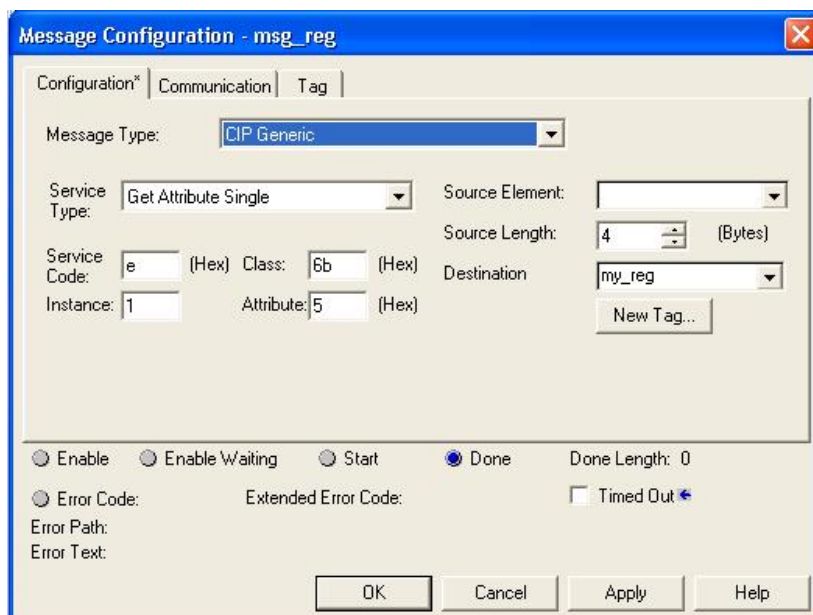 Message Configuration - msg_reg
Configuration* Communication Tag
Message Type: CIP Generic
Service Type: Get Attribute Single
Source Element:
Source Length: 4 (Bytes)
Service Code: e (Hex) Class: 6b (Hex)
Destination my_reg
Instance: 1 Attribute: 5 (Hex)
New Tag...
Enable Enable Waiting Start Done Done Length: 0
Error Code: Extended Error Code: Timed Out
Error Path:
Error Text:
OK Cancel Apply Help